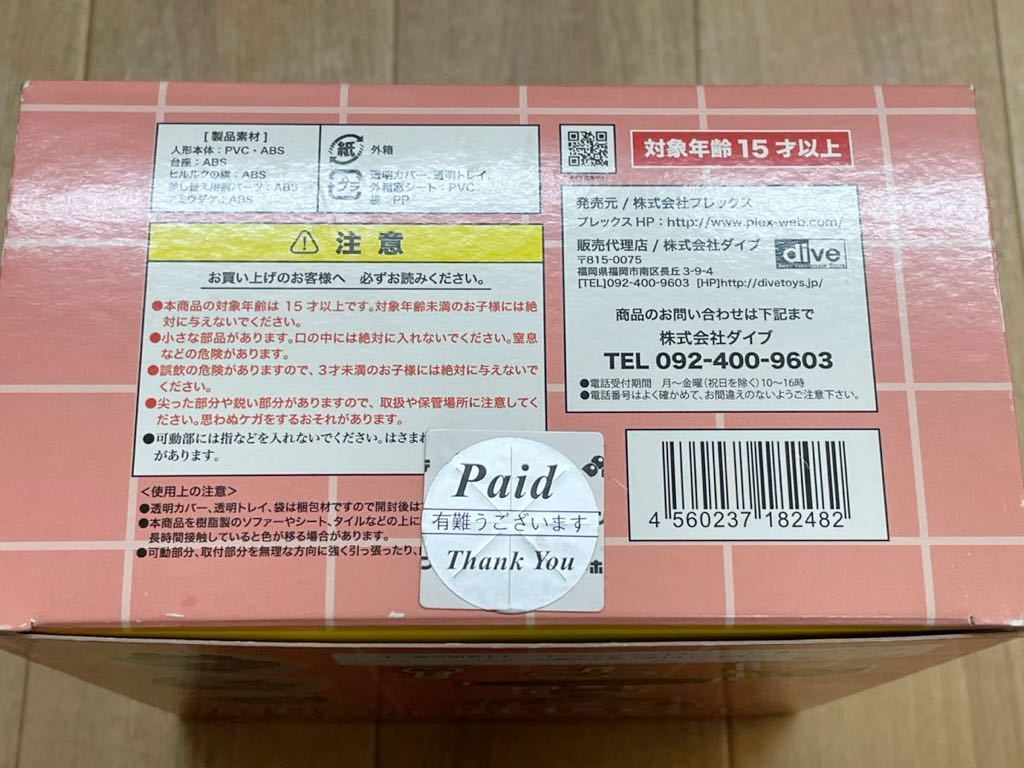 [製品素材]
人形本体：PVC・ABS
台座：ABS
ヒルルクの旗：ABS
差し替え用腕パーツ：ABS
アミウダケ：ABS
紙 外箱
プラ 透明カバー、透明トレイ、
外箱窓シート：PVC、
袋：PP
⚠ 注意
お買い上げのお客様へ 必ずお読みください。
●本商品の対象年齢は15才以上です。対象年齢未満のお子様には絶
対に与えないでください。
●小さな部品があります。口の中には絶対に入れないでください。窒息
などの危険があります。
●誤飲の危険がありますので、3才未満のお子様には絶対に与えないで
ください。
●尖った部分や鋭い部分がありますので、取扱や保管場所に注意してく
ださい。思わぬケガをするおそれがあります。
●可動部には指などを入れないでください。はさまれ
があります。
<使用上の注意>
●透明カバー、透明トレイ、袋は梱包材ですので開封後は
●本商品を樹脂製のソファーやシート、タイルなどの上に
長時間接触していると色が移る場合があります。
●可動部分、取付部分を無理な方向に強く引っ張ったり、
Paid
有難うございます
Thank You
対象年齢15才以上
発売元 / 株式会社プレックス
プレックスHP：http://www.plex-web.com/
販売代理店 / 株式会社ダイブ
dive
〒815-0075
福岡県福岡市南区長丘3-9-4
[TEL]092-400-9603 [HP]http://divetoys.jp/
商品のお問い合わせは下記まで
株式会社ダイブ
TEL 092-400-9603
●電話受付期間 月～金曜(祝日を除く)10～16時
●電話番号はよく確かめて、お間違えのないようご注意下さい。
4 560237 182482